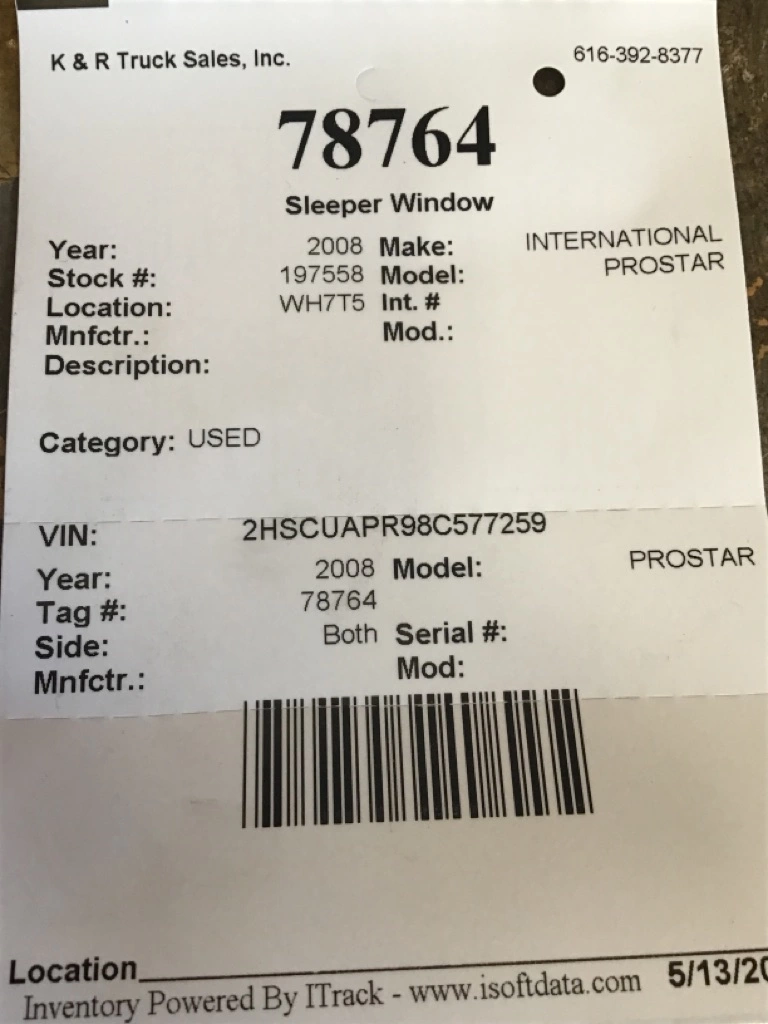 K & R Truck Sales, Inc. 616-392-8377
78764
Sleeper Window
Year: 2008 Make: INTERNATIONAL
Stock #: 197558 Model: PROSTAR
Location: WH7T5 Int. #
Mnfctr.: Mod.:
Description:
Category: USED
VIN: 2HSCUAPR98C577259
Year: 2008 Model: PROSTAR
Tag #: 78764
Side: Both Serial #:
Mnfctr.: Mod:
Location
Inventory Powered By ITrack - www.isoftdata.com